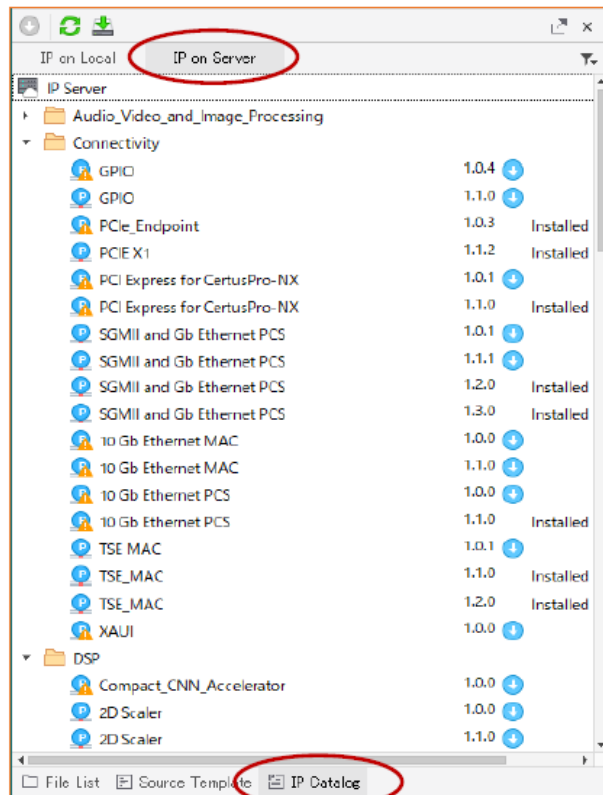 IP on Local IP on Server
IP Server
Audio_Video_and_Image_Processing
Connectivity
GPIO 1.0.4
GPIO 1.1.0
PCIe_Endpoint 1.0.3 Installed
PCIE X1 1.1.2 Installed
PCI Express for CertusPro-NX 1.0.1
PCI Express for CertusPro-NX 1.1.0 Installed
SGMII and Gb Ethernet PCS 1.0.1
SGMII and Gb Ethernet PCS 1.1.1
SGMII and Gb Ethernet PCS 1.2.0 Installed
SGMII and Gb Ethernet PCS 1.3.0 Installed
10 Gb Ethernet MAC 1.0.0
10 Gb Ethernet MAC 1.1.0
10 Gb Ethernet PCS 1.0.0
10 Gb Ethernet PCS 1.1.0 Installed
TSE MAC 1.0.1
TSE_MAC 1.1.0 Installed
TSE_MAC 1.2.0 Installed
XAUI 1.0.0
DSP
Compact_CNN_Accelerator 1.0.0
2D Scaler 1.0.0
2D Scaler 1.1.0
File List Source Template IP Catalog